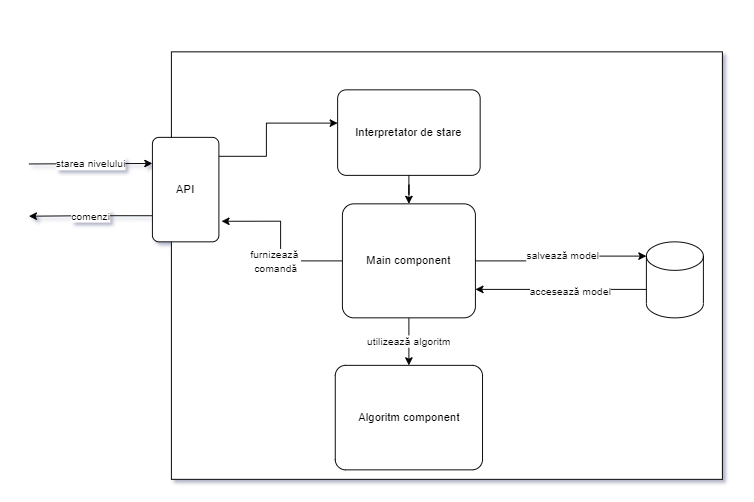 Interpretator de stare
starea nivelului
API
comenzi
furnizează
comandă
Main component
salvează model
accesează model
utilizează algoritm
Algoritm component